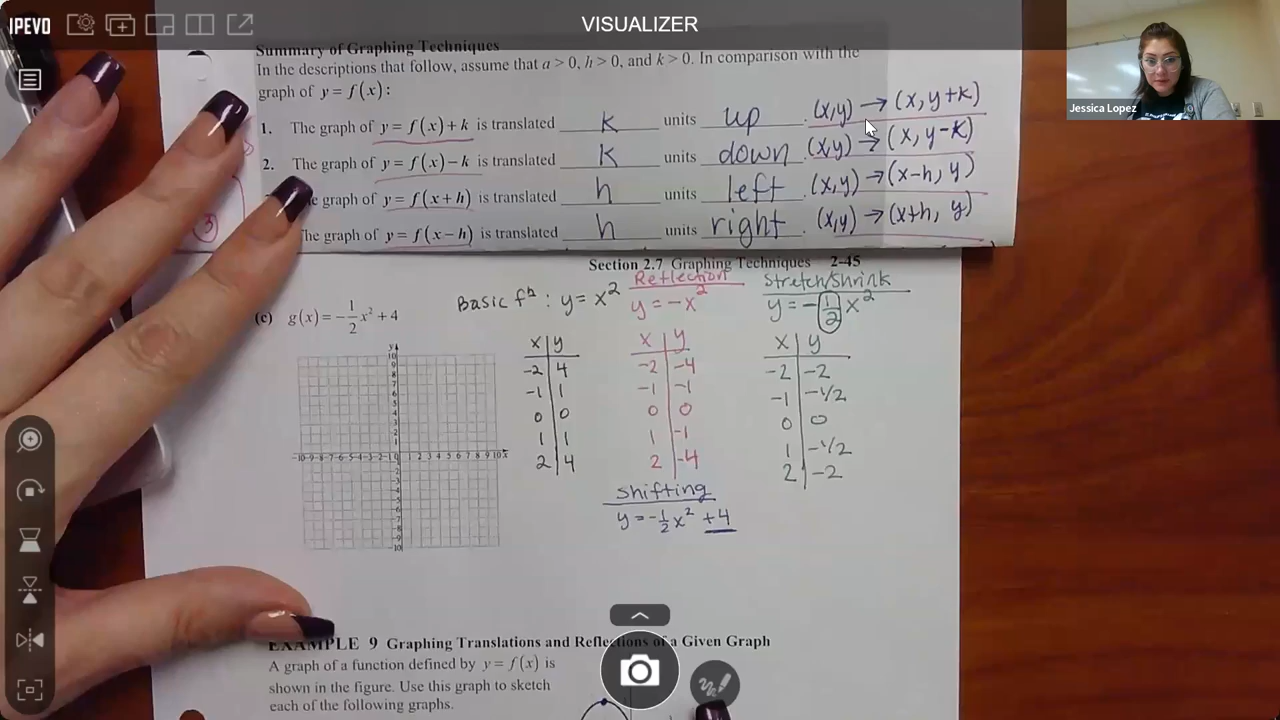 IPEVO
VISUALIZER
Jessica Lopez
Summary of Graphing Techniques
In the descriptions that follow, assume that a > 0, h > 0, and k > 0. In comparison with the
graph of y = f(x):
1. The graph of y = f(x) + k is translated k units up. (x,y) → (x, y+k)
2. The graph of y = f(x) − k is translated k units down. (x,y) → (x, y-k)
graph of y = f(x + h) is translated h units left. (x,y) → (x-h, y)
The graph of y = f(x − h) is translated h units right. (x,y) → (x+h, y)
3
Section 2.7 Graphing Techniques 2-45
(c) g(x) = −1/2 x² + 4
Basic fⁿ: y = x²
x | y
-2 | 4
-1 | 1
0 | 0
1 | 1
2 | 4
Reflection
y = -x²
x | y
-2 | -4
-1 | -1
0 | 0
1 | -1
2 | -4
Stretch/Shrink
y = -1/2 x²
x | y
-2 | -2
-1 | -1/2
0 | 0
1 | -1/2
2 | -2
Shifting
y = -1/2 x² +4
EXAMPLE 9 Graphing Translations and Reflections of a Given Graph
A graph of a function defined by y = f(x) is
shown in the figure. Use this graph to sketch
each of the following graphs.